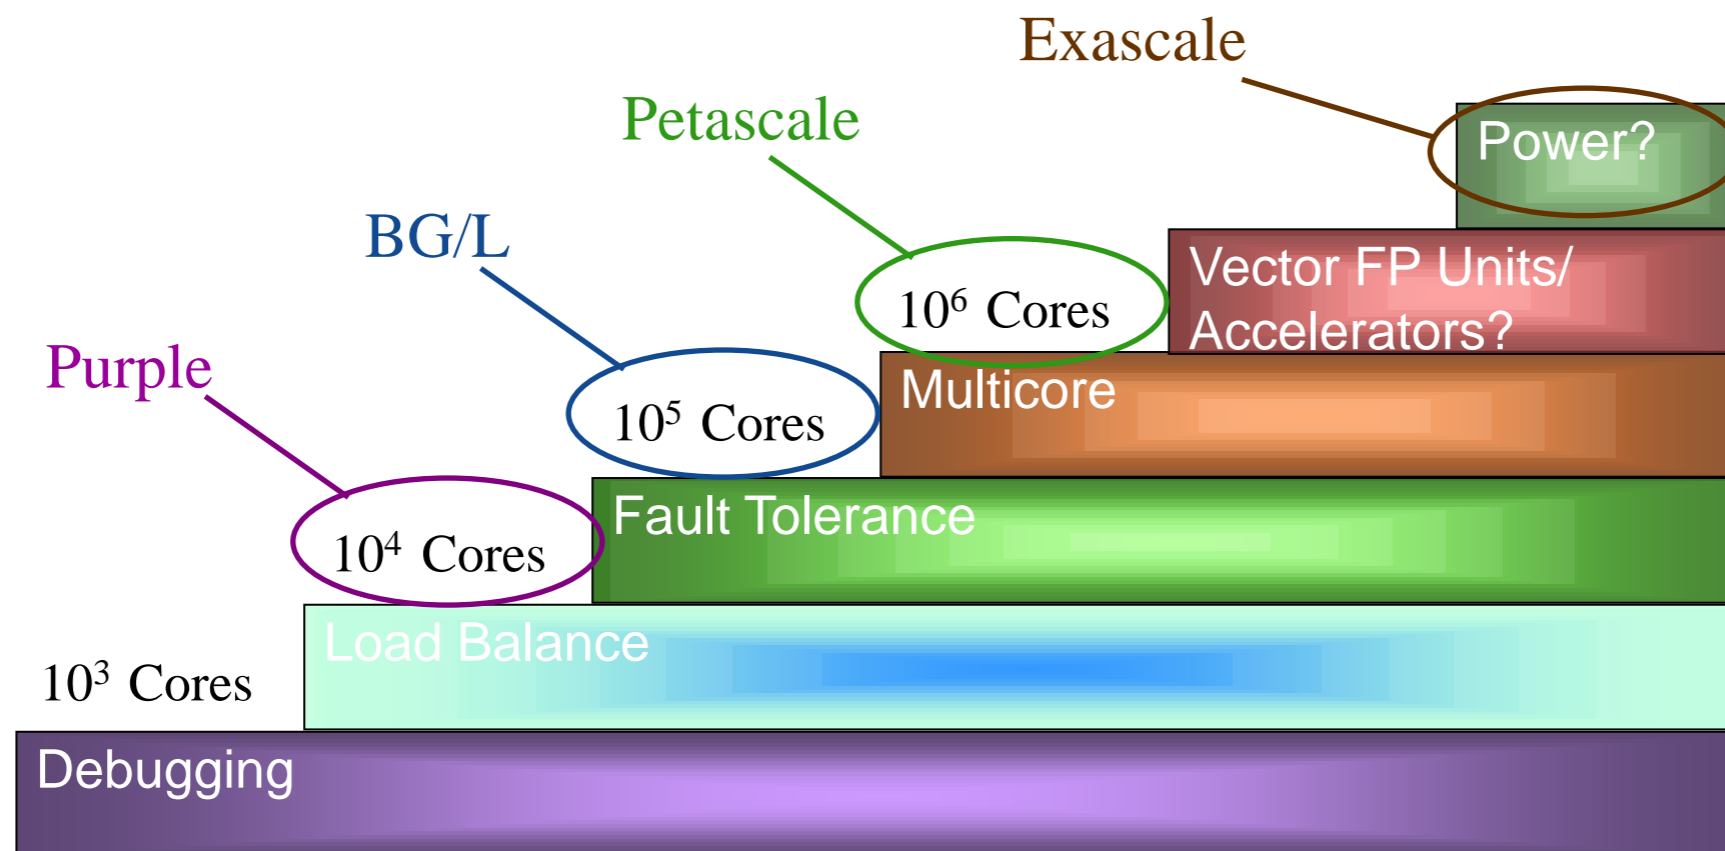 Exascale
Petascale
Power?
BG/L
Vector FP Units/
Accelerators?
10⁶ Cores
Purple
Multicore
10⁵ Cores
Fault Tolerance
10⁴ Cores
Load Balance
10³ Cores
Debugging